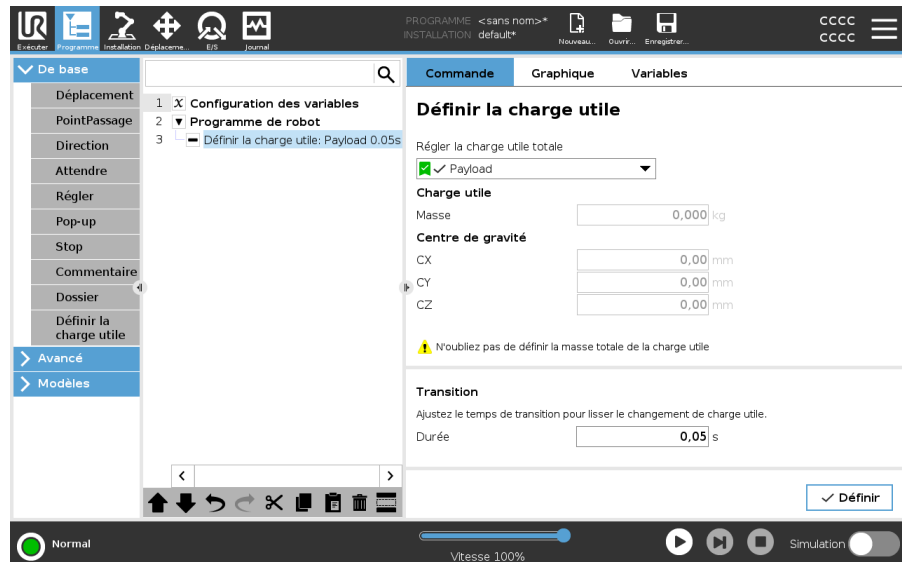 PROGRAMME <sans nom>*
INSTALLATION default*
CCCC
CCCC
UR
Exécuter
Programme
Installation
Déplaceme...
E/S
Journal
Nouveau...
Ouvrir...
Enregistrer...
De base
Déplacement
PointPassage
Direction
Attendre
Régler
Pop-up
Stop
Commentaire
Dossier
Définir la
charge utile
Avancé
Modèles
1 X Configuration des variables
2 Programme de robot
3 Définir la charge utile: Payload 0.05s
Commande Graphique Variables
Définir la charge utile
Régler la charge utile totale
Payload
Charge utile
Masse 0,000 kg
Centre de gravité
CX 0,00 mm
CY 0,00 mm
CZ 0,00 mm
N'oubliez pas de définir la masse totale de la charge utile
Transition
Ajustez le temps de transition pour lisser le changement de charge utile.
Durée 0,05 s
Définir
Normal
Vitesse 100%
Simulation